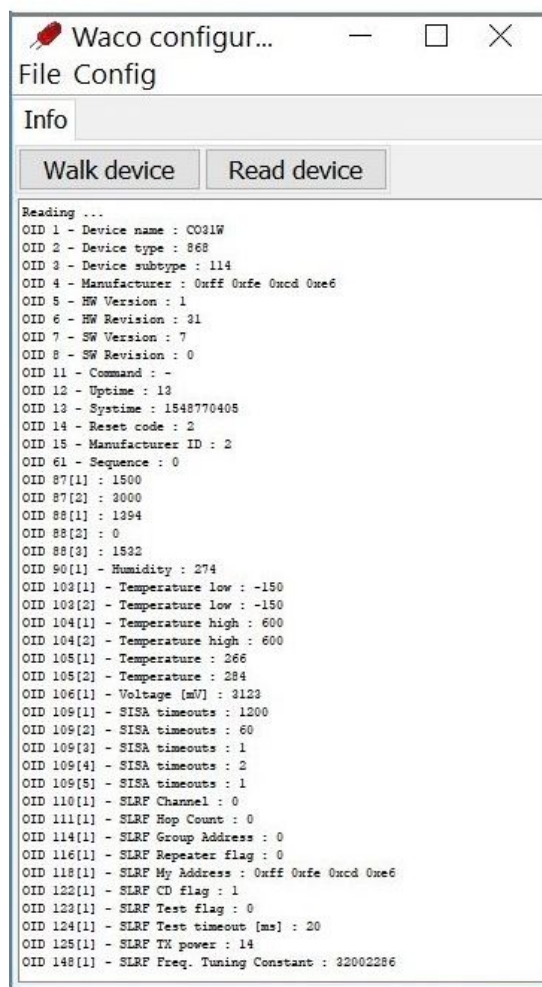 Waco configur...
File Config
Info
Walk device Read device
Reading ...
OID 1 - Device name : CO31W
OID 2 - Device type : 868
OID 3 - Device subtype : 114
OID 4 - Manufacturer : 0xff 0xfe 0xcd 0xe6
OID 5 - HW Version : 1
OID 6 - HW Revision : 31
OID 7 - SW Version : 7
OID 8 - SW Revision : 0
OID 11 - Command : -
OID 12 - Uptime : 13
OID 13 - Systime : 1548770405
OID 14 - Reset code : 2
OID 15 - Manufacturer ID : 2
OID 61 - Sequence : 0
OID 87[1] : 1500
OID 87[2] : 3000
OID 88[1] : 1394
OID 88[2] : 0
OID 88[3] : 1532
OID 90[1] - Humidity : 274
OID 103[1] - Temperature low : -150
OID 103[2] - Temperature low : -150
OID 104[1] - Temperature high : 600
OID 104[2] - Temperature high : 600
OID 105[1] - Temperature : 266
OID 105[2] - Temperature : 284
OID 106[1] - Voltage [mV] : 3123
OID 109[1] - SISA timeouts : 1200
OID 109[2] - SISA timeouts : 60
OID 109[3] - SISA timeouts : 1
OID 109[4] - SISA timeouts : 2
OID 109[5] - SISA timeouts : 1
OID 110[1] - SLRF Channel : 0
OID 111[1] - SLRF Hop Count : 0
OID 114[1] - SLRF Group Address : 0
OID 116[1] - SLRF Repeater flag : 0
OID 118[1] - SLRF My Address : 0xff 0xfe 0xcd 0xe6
OID 122[1] - SLRF CD flag : 1
OID 123[1] - SLRF Test flag : 0
OID 124[1] - SLRF Test timeout [ms] : 20
OID 125[1] - SLRF TX power : 14
OID 148[1] - SLRF Freq. Tuning Constant : 32002286